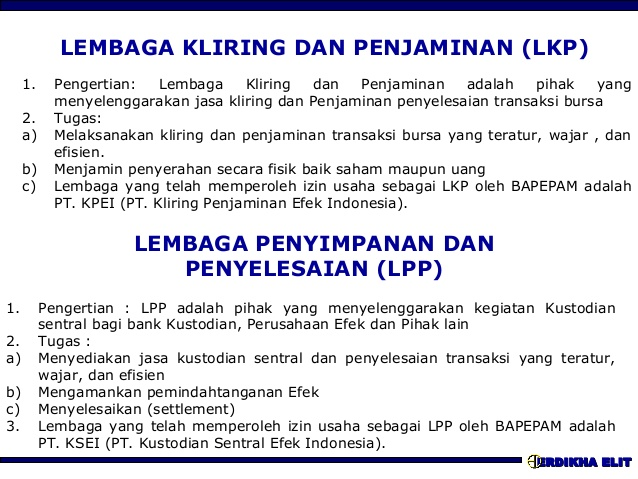 LEMBAGA KLIRING DAN PENJAMINAN (LKP)
1. Pengertian: Lembaga Kliring dan Penjaminan adalah pihak yang
menyelenggarakan jasa kliring dan Penjaminan penyelesaian transaksi bursa
2. Tugas:
a) Melaksanakan kliring dan penjaminan transaksi bursa yang teratur, wajar , dan
efisien.
b) Menjamin penyerahan secara fisik baik saham maupun uang
c) Lembaga yang telah memperoleh izin usaha sebagai LKP oleh BAPEPAM adalah
PT. KPEI (PT. Kliring Penjaminan Efek Indonesia).
LEMBAGA PENYIMPANAN DAN
PENYELESAIAN (LPP)
1. Pengertian : LPP adalah pihak yang menyelenggarakan kegiatan Kustodian
sentral bagi bank Kustodian, Perusahaan Efek dan Pihak lain
2. Tugas :
a) Menyediakan jasa kustodian sentral dan penyelesaian transaksi yang teratur,
wajar, dan efisien
b) Mengamankan pemindahtanganan Efek
c) Menyelesaikan (settlement)
3. Lembaga yang telah memperoleh izin usaha sebagai LPP oleh BAPEPAM adalah
PT. KSEI (PT. Kustodian Sentral Efek Indonesia).
ERDIKHA ELIT